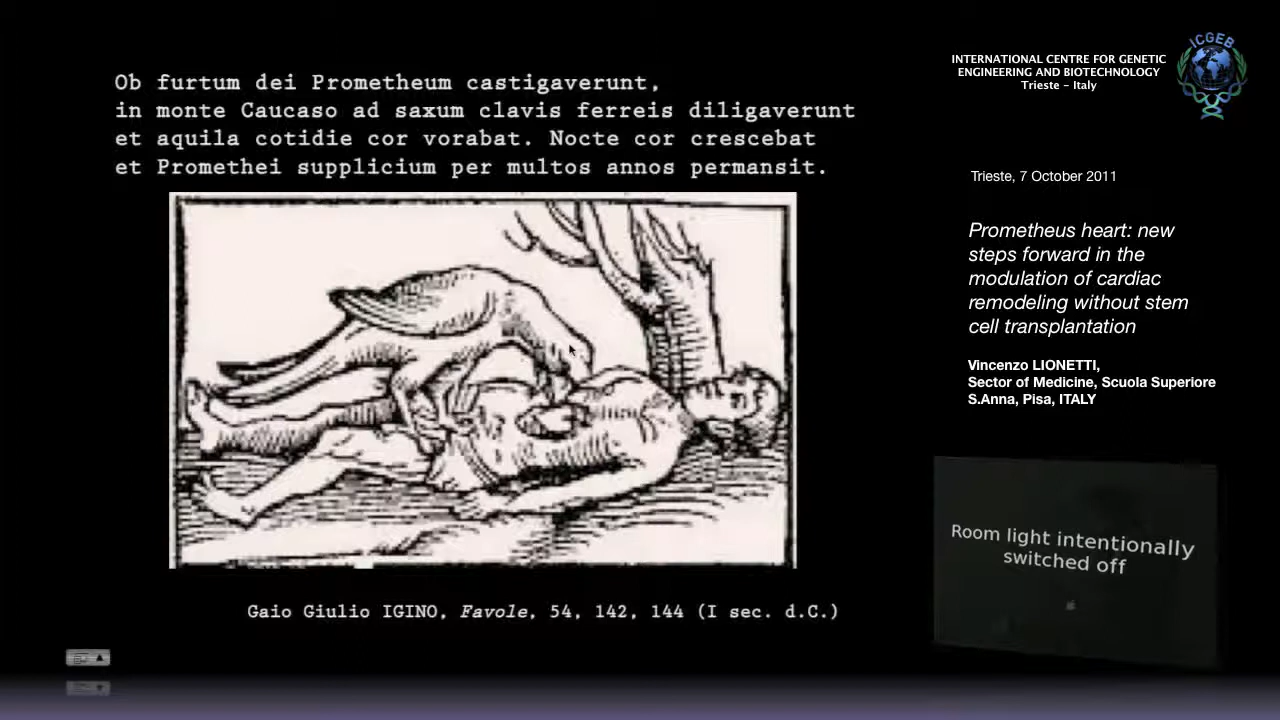 Ob furtum dei Prometheum castigaverunt,
in monte Caucaso ad saxum clavis ferreis diligaverunt
et aquila cotidie cor vorabat. Nocte cor crescebat
et Promethei supplicium per multos annos permansit.
Gaio Giulio IGINO, Favole, 54, 142, 144 (I sec. d.C.)
INTERNATIONAL CENTRE FOR GENETIC
ENGINEERING AND BIOTECHNOLOGY
Trieste - Italy
ICGEB
Trieste, 7 October 2011
Prometheus heart: new
steps forward in the
modulation of cardiac
remodeling without stem
cell transplantation
Vincenzo LIONETTI,
Sector of Medicine, Scuola Superiore
S.Anna, Pisa, ITALY
Room light intentionally
switched off